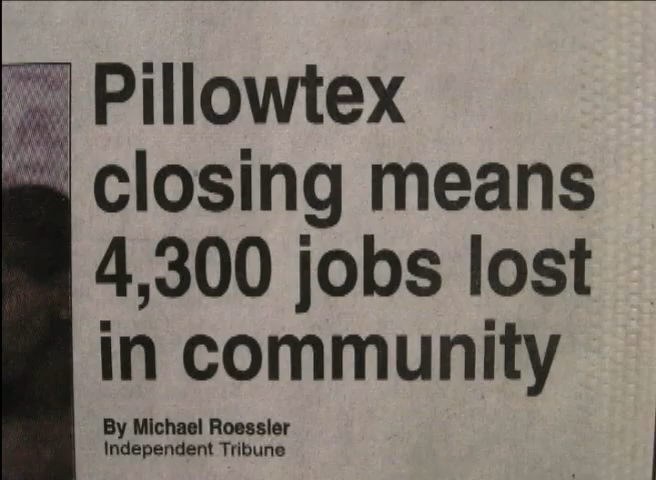 Pillowtex
closing means
4,300 jobs lost
in community
By Michael Roessler
Independent Tribune